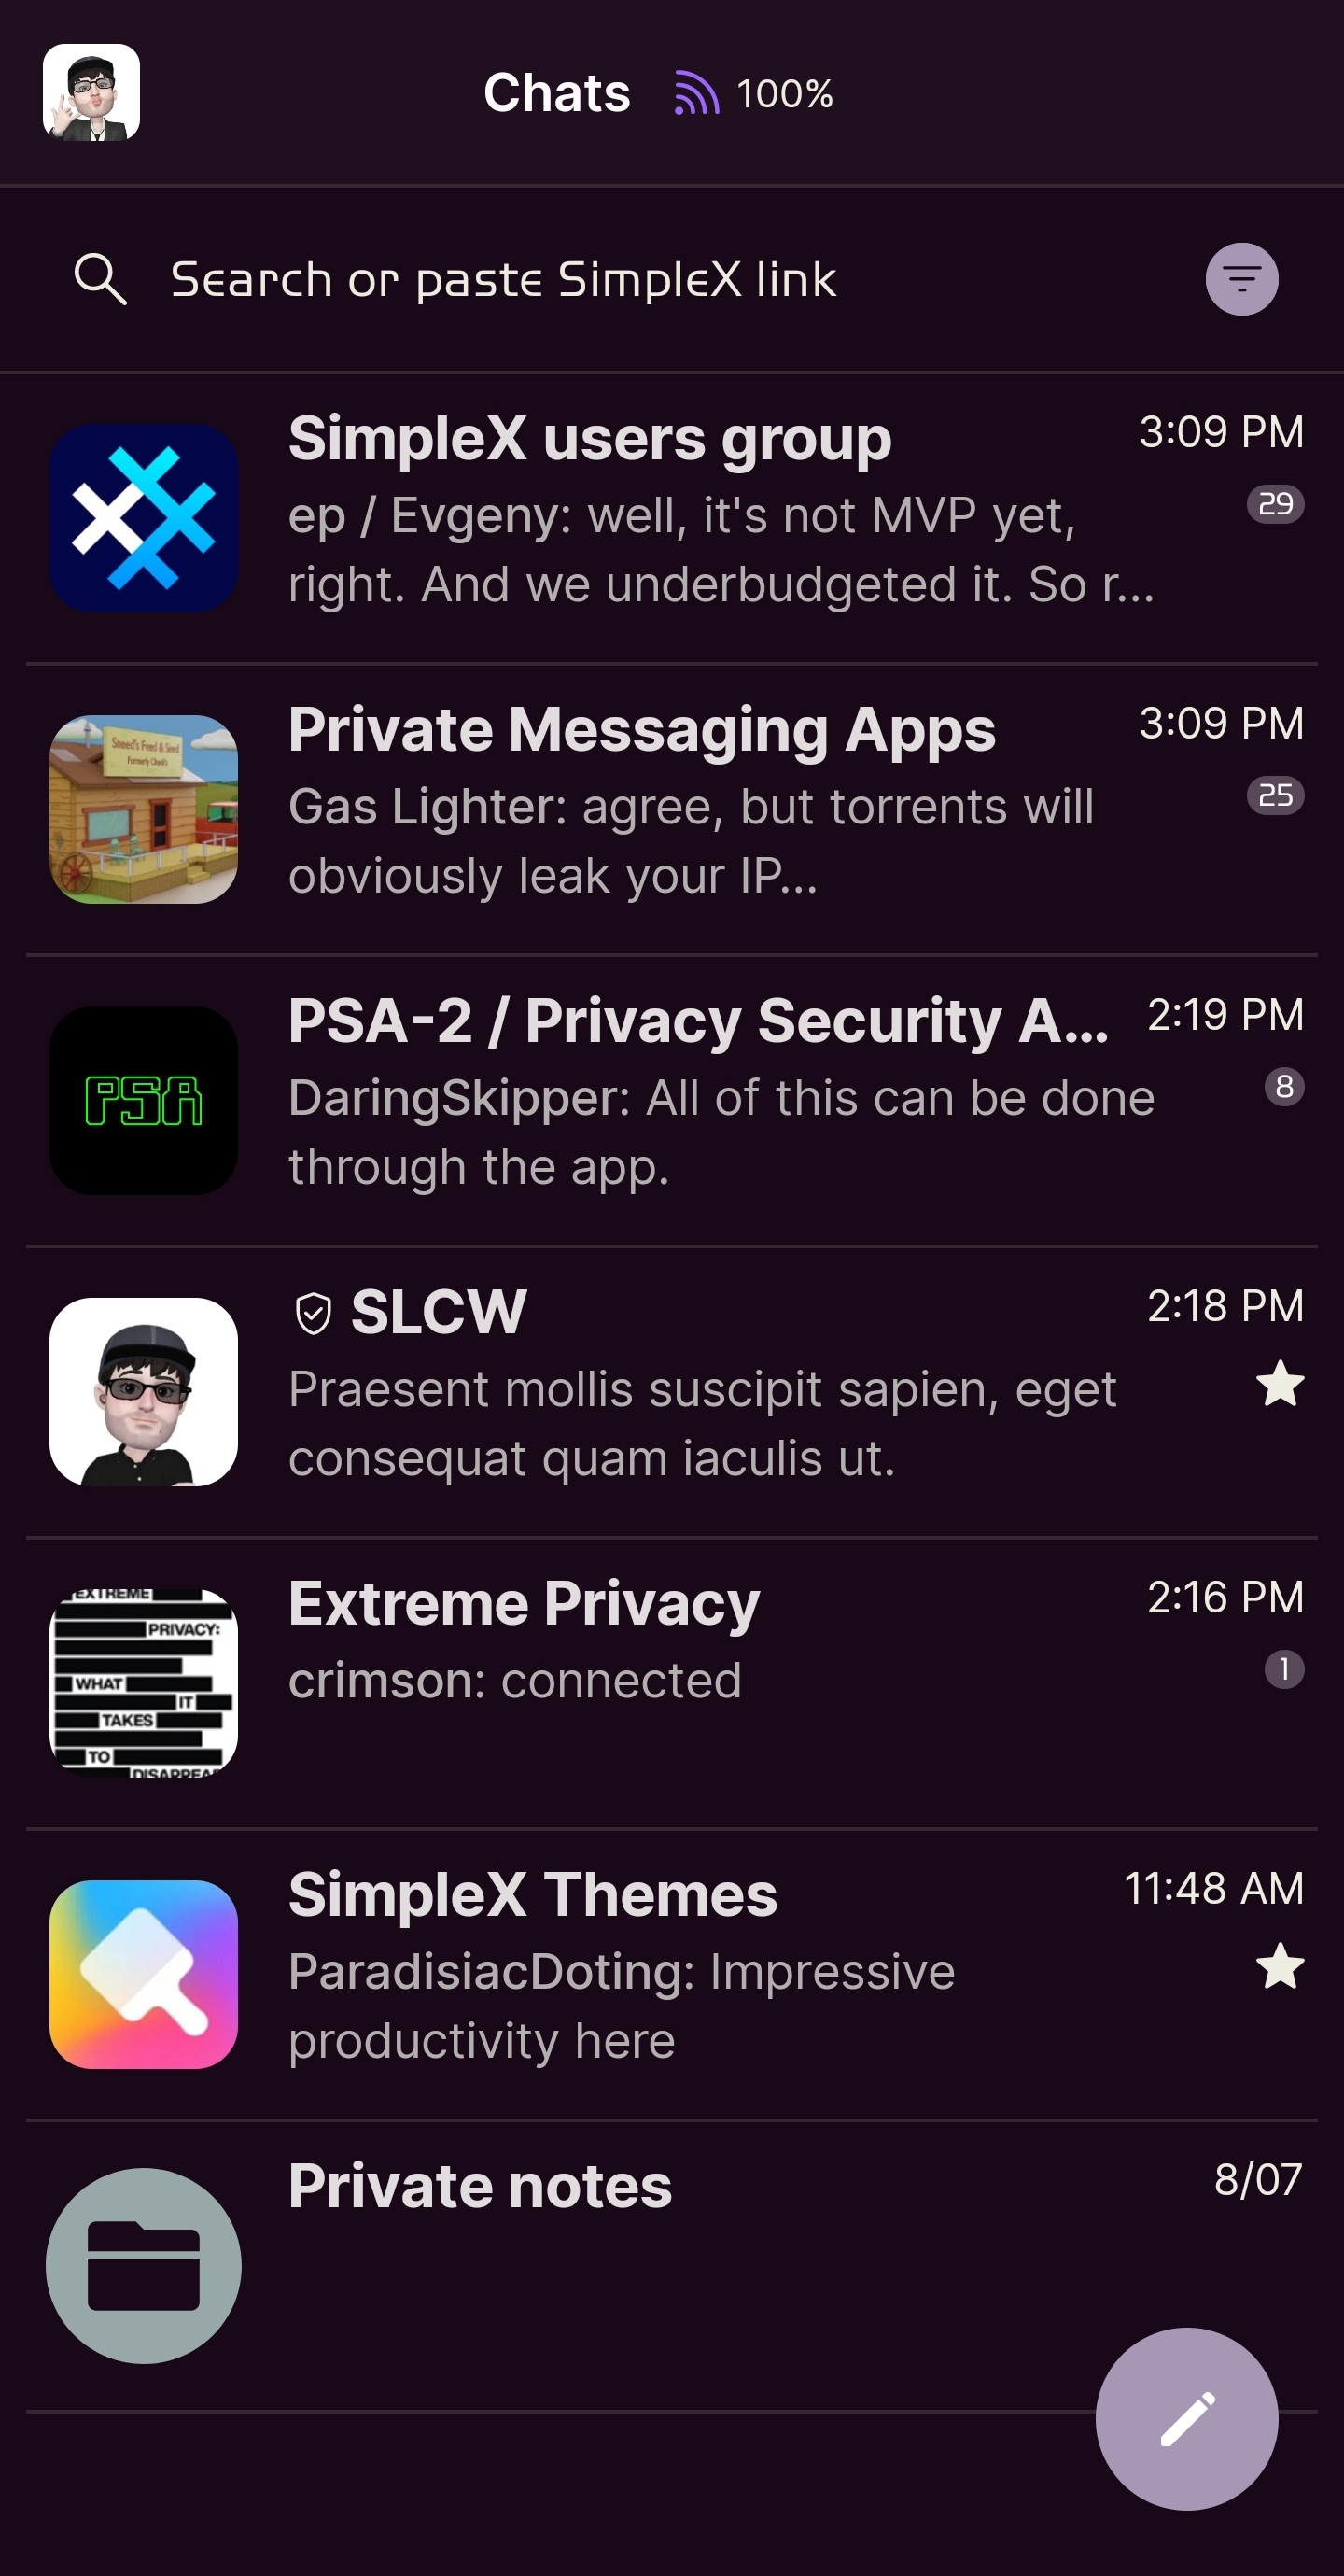 Chats 100%
Search or paste SimpleX link
SimpleX users group 3:09 PM
ep / Evgeny: well, it's not MVP yet, 29
right. And we underbudgeted it. So r...
Sneed's Feed & Seed
Formerly Chuck's
Private Messaging Apps 3:09 PM
Gas Lighter: agree, but torrents will 25
obviously leak your IP...
PSA
PSA-2 / Privacy Security A... 2:19 PM
DaringSkipper: All of this can be done 8
through the app.
SLCW 2:18 PM
Praesent mollis suscipit sapien, eget
consequat quam iaculis ut.
EXTREME
PRIVACY:
WHAT
IT
TAKES
TO
DISAPPEA
Extreme Privacy 2:16 PM
crimson: connected 1
SimpleX Themes 11:48 AM
ParadisiacDoting: Impressive
productivity here
Private notes 8/07